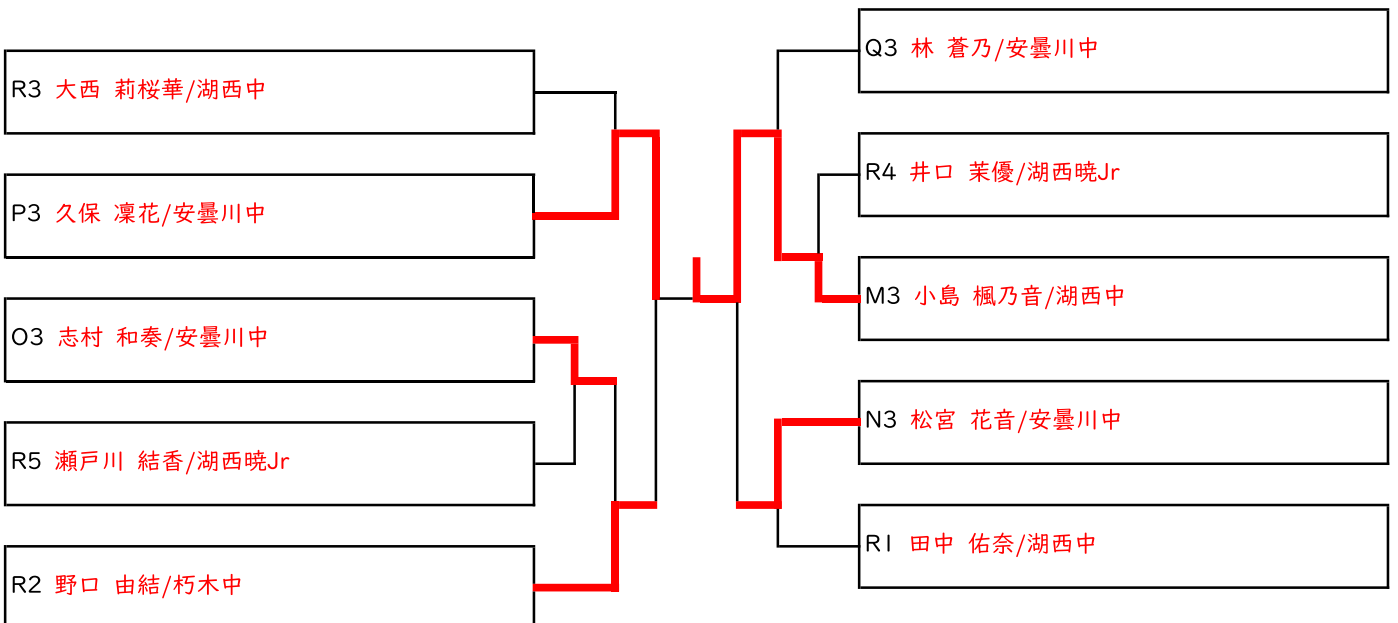 R3 大西 莉桜華/湖西中
P3 久保 凜花/安曇川中
O3 志村 和奏/安曇川中
R5 瀬戸川 結香/湖西暁Jr
R2 野口 由結/朽木中
Q3 林 蒼乃/安曇川中
R4 井口 茉優/湖西暁Jr
M3 小島 楓乃音/湖西中
N3 松宮 花音/安曇川中
R1 田中 佑奈/湖西中